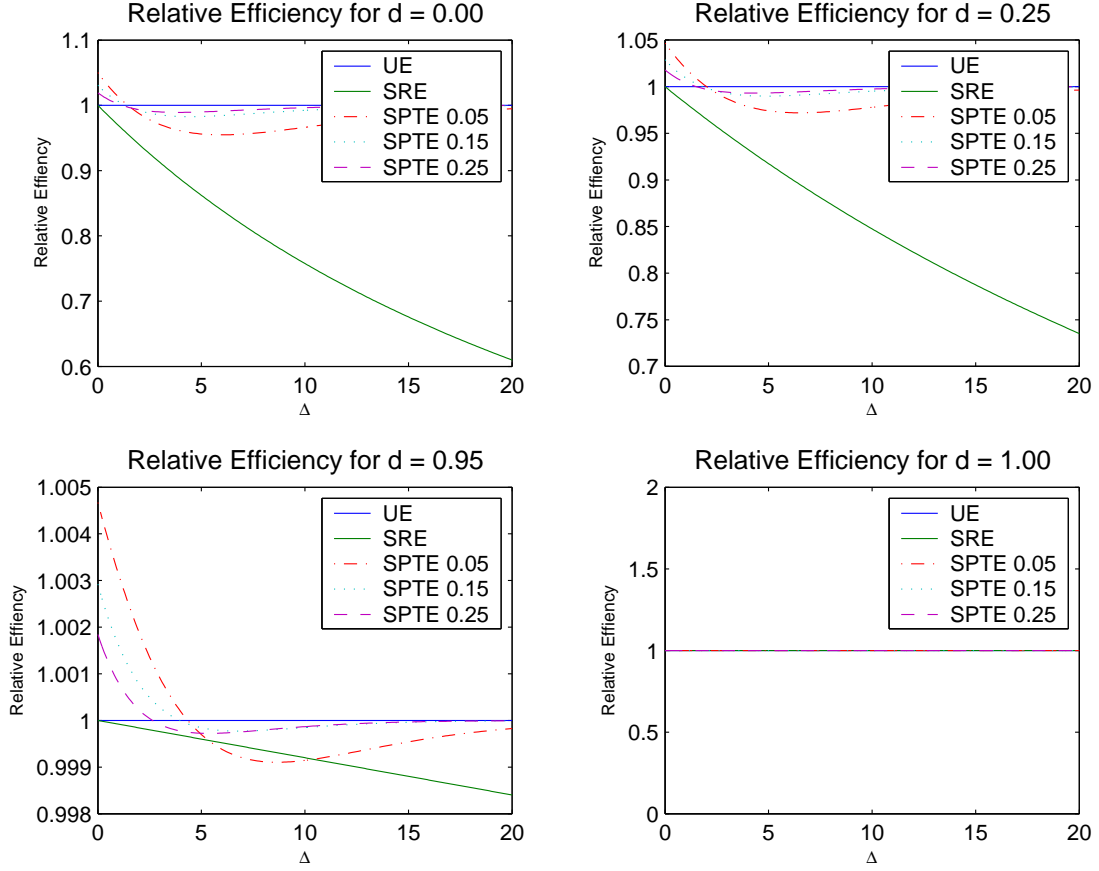 Relative Efficiency for d = 0.00
1.1
1
0.9
0.8
0.7
0.6
Relative Effiency
UE
SRE
SPTE 0.05
SPTE 0.15
SPTE 0.25
0 5 10 15 20
Δ
Relative Efficiency for d = 0.25
1.05
1
0.95
0.9
0.85
0.8
0.75
0.7
Relative Effiency
UE
SRE
SPTE 0.05
SPTE 0.15
SPTE 0.25
0 5 10 15 20
Δ
Relative Efficiency for d = 0.95
1.005
1.004
1.003
1.002
1.001
1
0.999
0.998
Relative Effiency
UE
SRE
SPTE 0.05
SPTE 0.15
SPTE 0.25
0 5 10 15 20
Δ
Relative Efficiency for d = 1.00
2
1.5
1
0.5
0
Relative Effiency
UE
SRE
SPTE 0.05
SPTE 0.15
SPTE 0.25
0 5 10 15 20
Δ